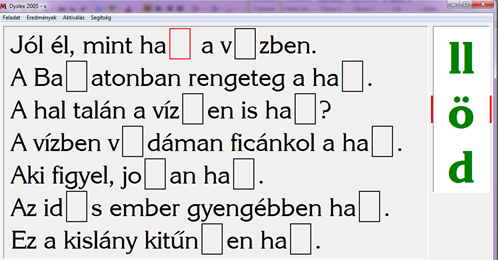 Dyslex 2005 - v
Feladat Eredmények Aktiválás Segítség
Jól él, mint ha□ a v□zben.
A Ba□atonban rengeteg a ha□.
A hal talán a víz□en is ha□?
A vízben v□dáman ficánkol a ha□.
Aki figyel, jo□an ha□.
Az id□s ember gyengébben ha□.
Ez a kislány kitűn□en ha□.
ll
ö
d